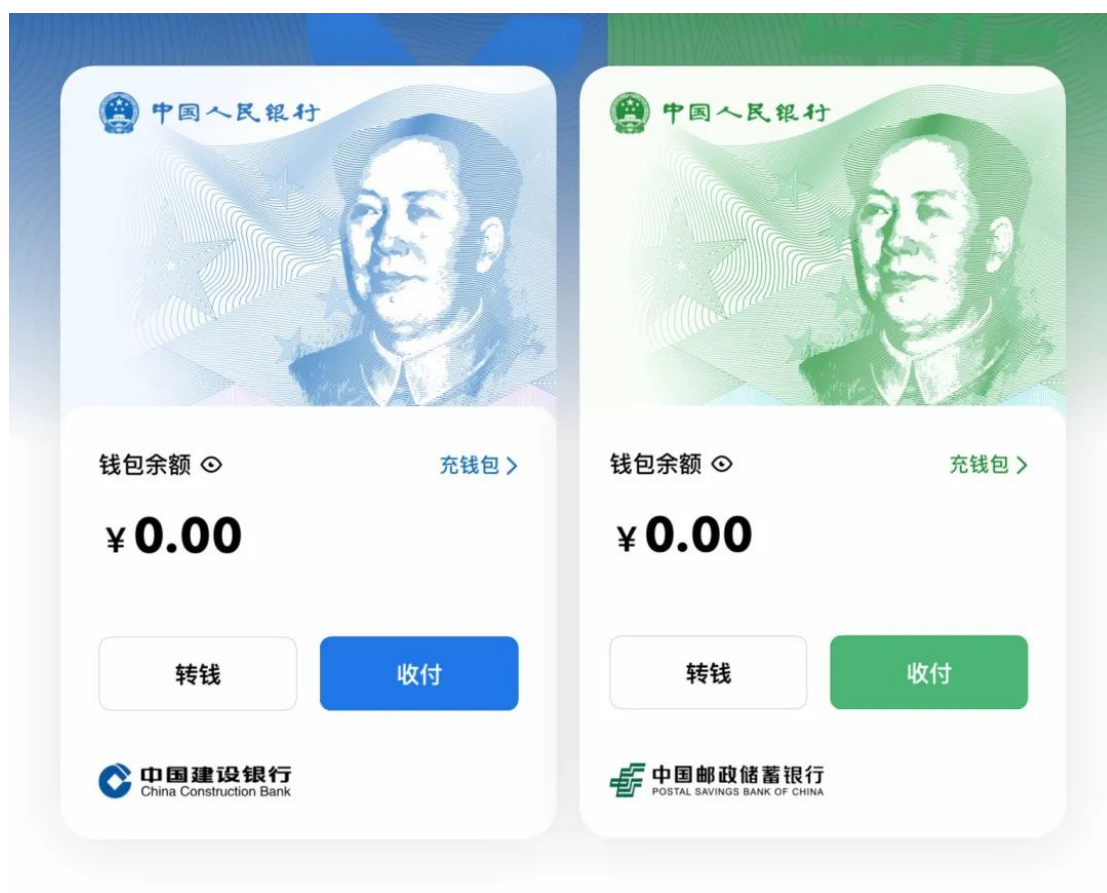 中国人民银行
钱包余额
充钱包
¥ 0.00
转钱
收付
中国建设银行
China Construction Bank
中国人民银行
钱包余额
充钱包
¥ 0.00
转钱
收付
中国邮政储蓄银行
POSTAL SAVINGS BANK OF CHINA